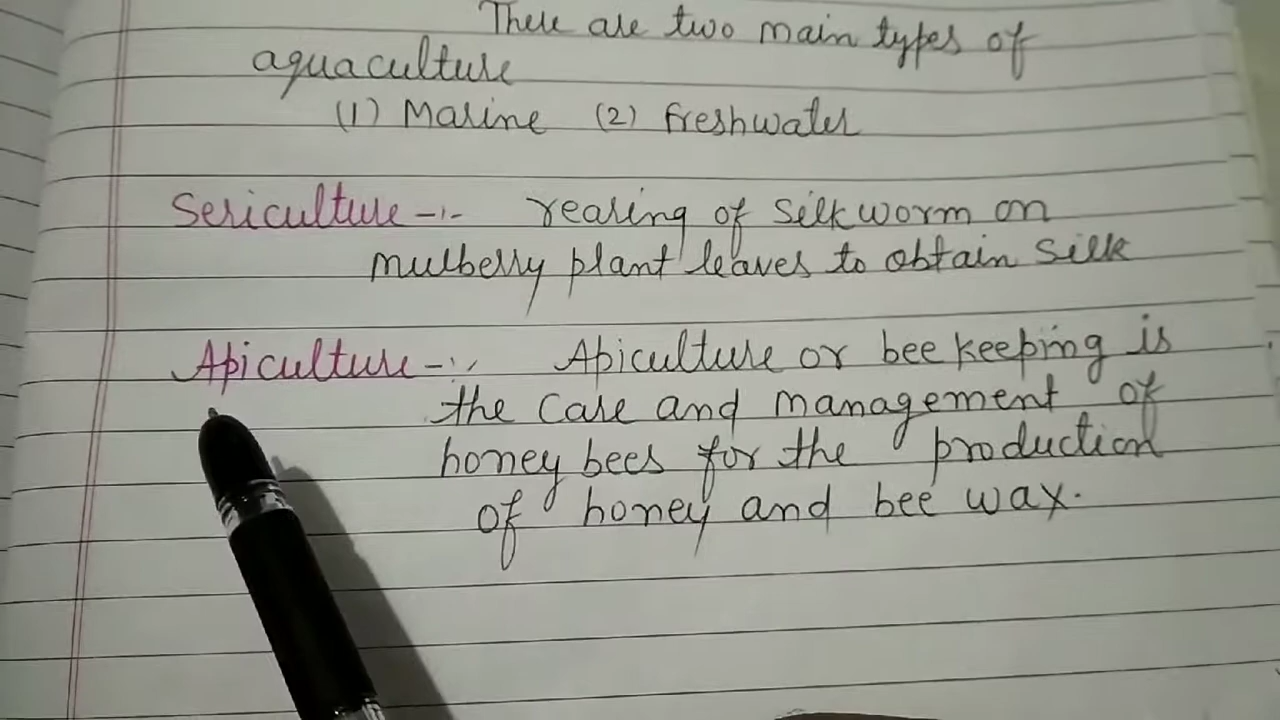 There are two main types of
aquaculture
(1) Marine (2) freshwater
Sericulture -:- rearing of silkworm on
mulberry plant leaves to obtain silk
Apiculture -:- Apiculture or bee keeping is
the care and management of
honey bees for the production
of honey and bee wax.